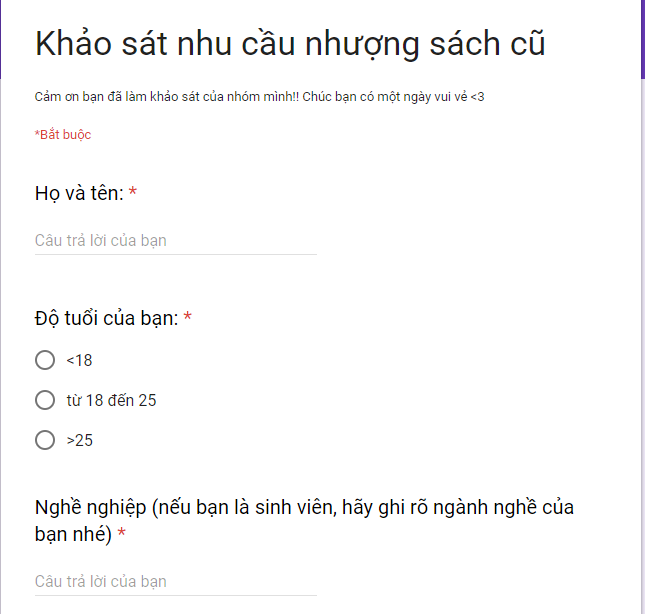 Khảo sát nhu cầu nhượng sách cũ
Cảm ơn bạn đã làm khảo sát của nhóm mình!! Chúc bạn có một ngày vui vẻ <3
*Bắt buộc
Họ và tên: *
Câu trả lời của bạn
Độ tuổi của bạn: *
<18
từ 18 đến 25
>25
Nghề nghiệp (nếu bạn là sinh viên, hãy ghi rõ ngành nghề của
bạn nhé) *
Câu trả lời của bạn